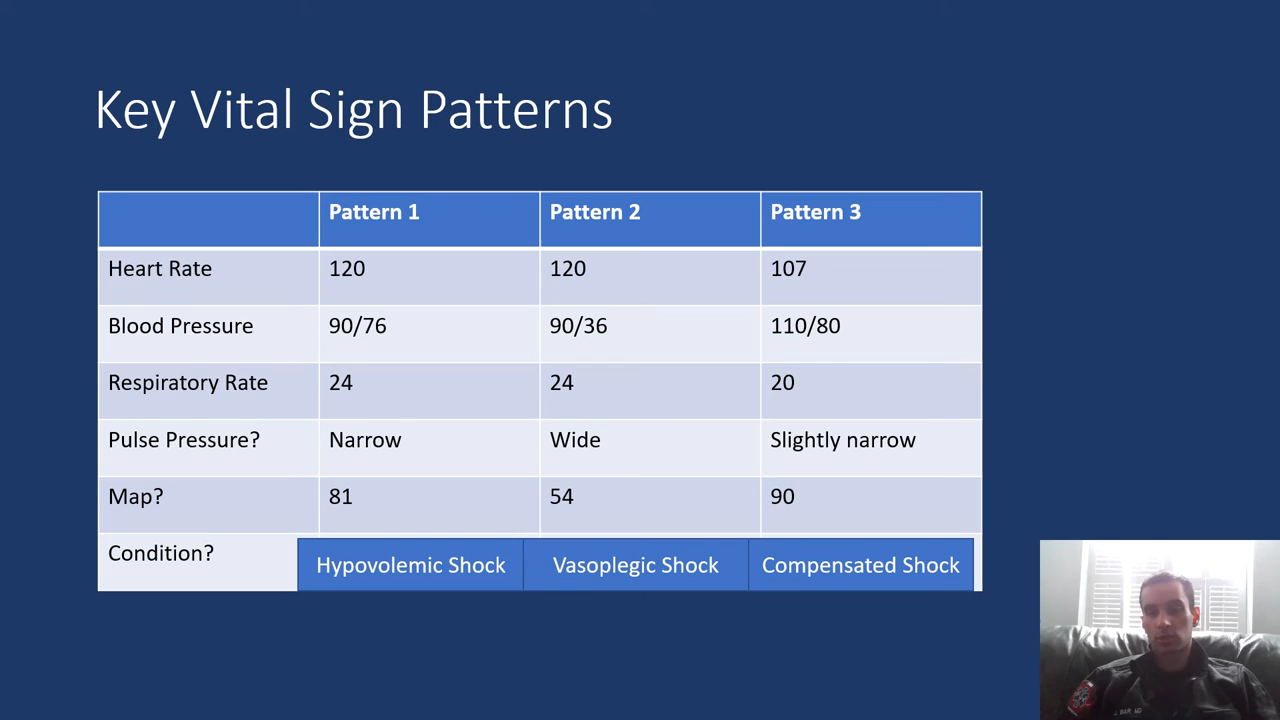 Key Vital Sign Patterns
Pattern 1 Pattern 2 Pattern 3
Heart Rate 120 120 107
Blood Pressure 90/76 90/36 110/80
Respiratory Rate 24 24 20
Pulse Pressure? Narrow Wide Slightly narrow
Map? 81 54 90
Condition? Hypovolemic Shock Vasoplegic Shock Compensated Shock